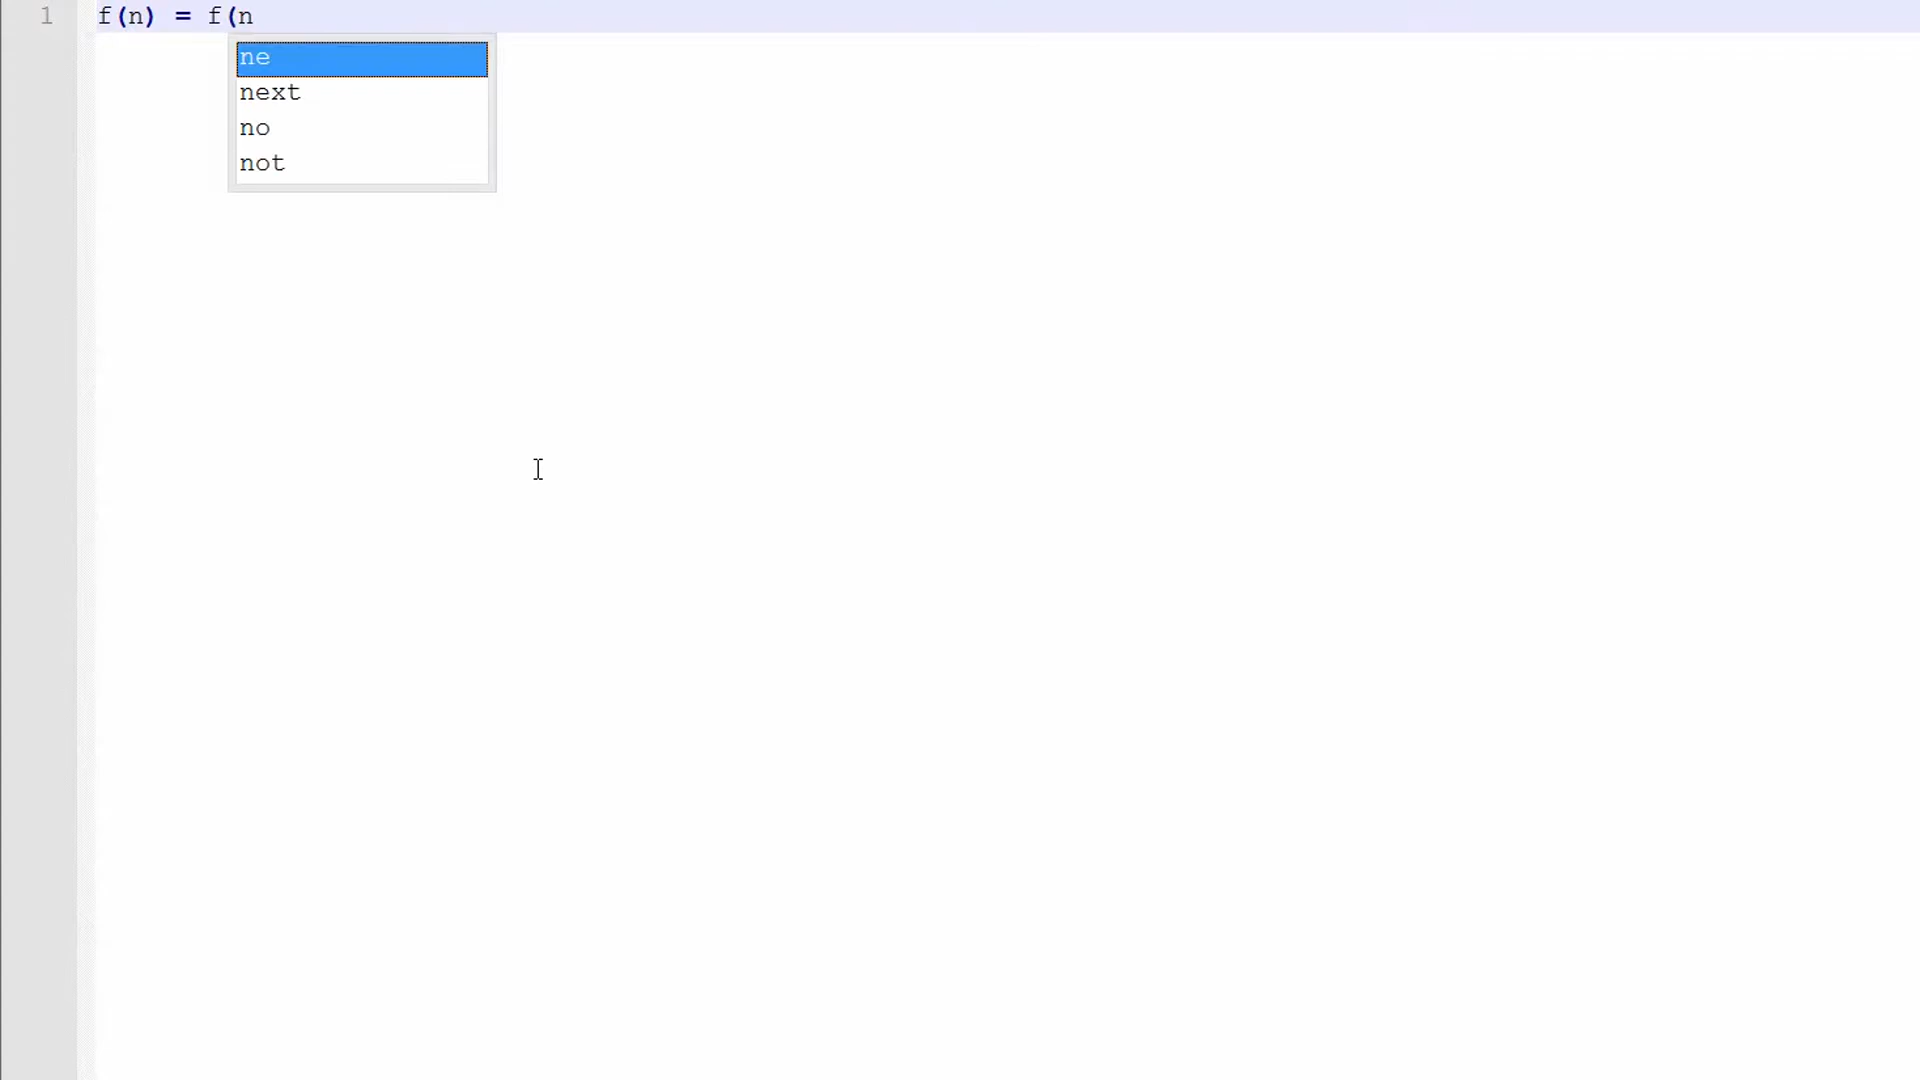 1 f(n) = f(n
ne
next
no
not